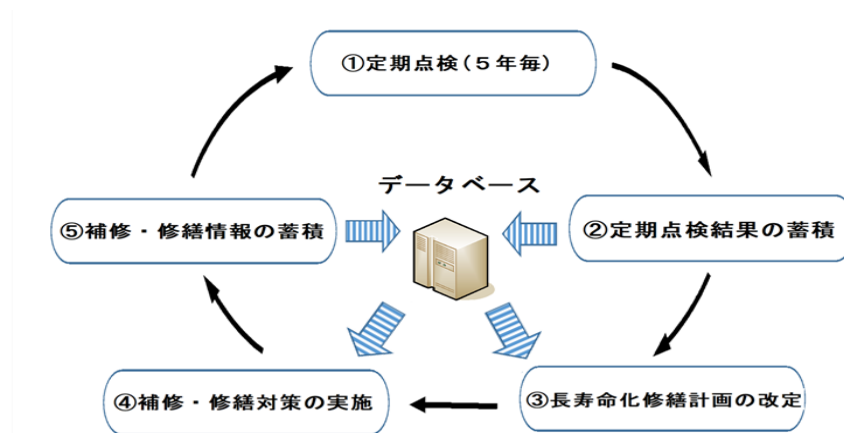 ①定期点検(5年毎)
データベース
⑤補修・修繕情報の蓄積
②定期点検結果の蓄積
④補修・修繕対策の実施
③長寿命化修繕計画の改定